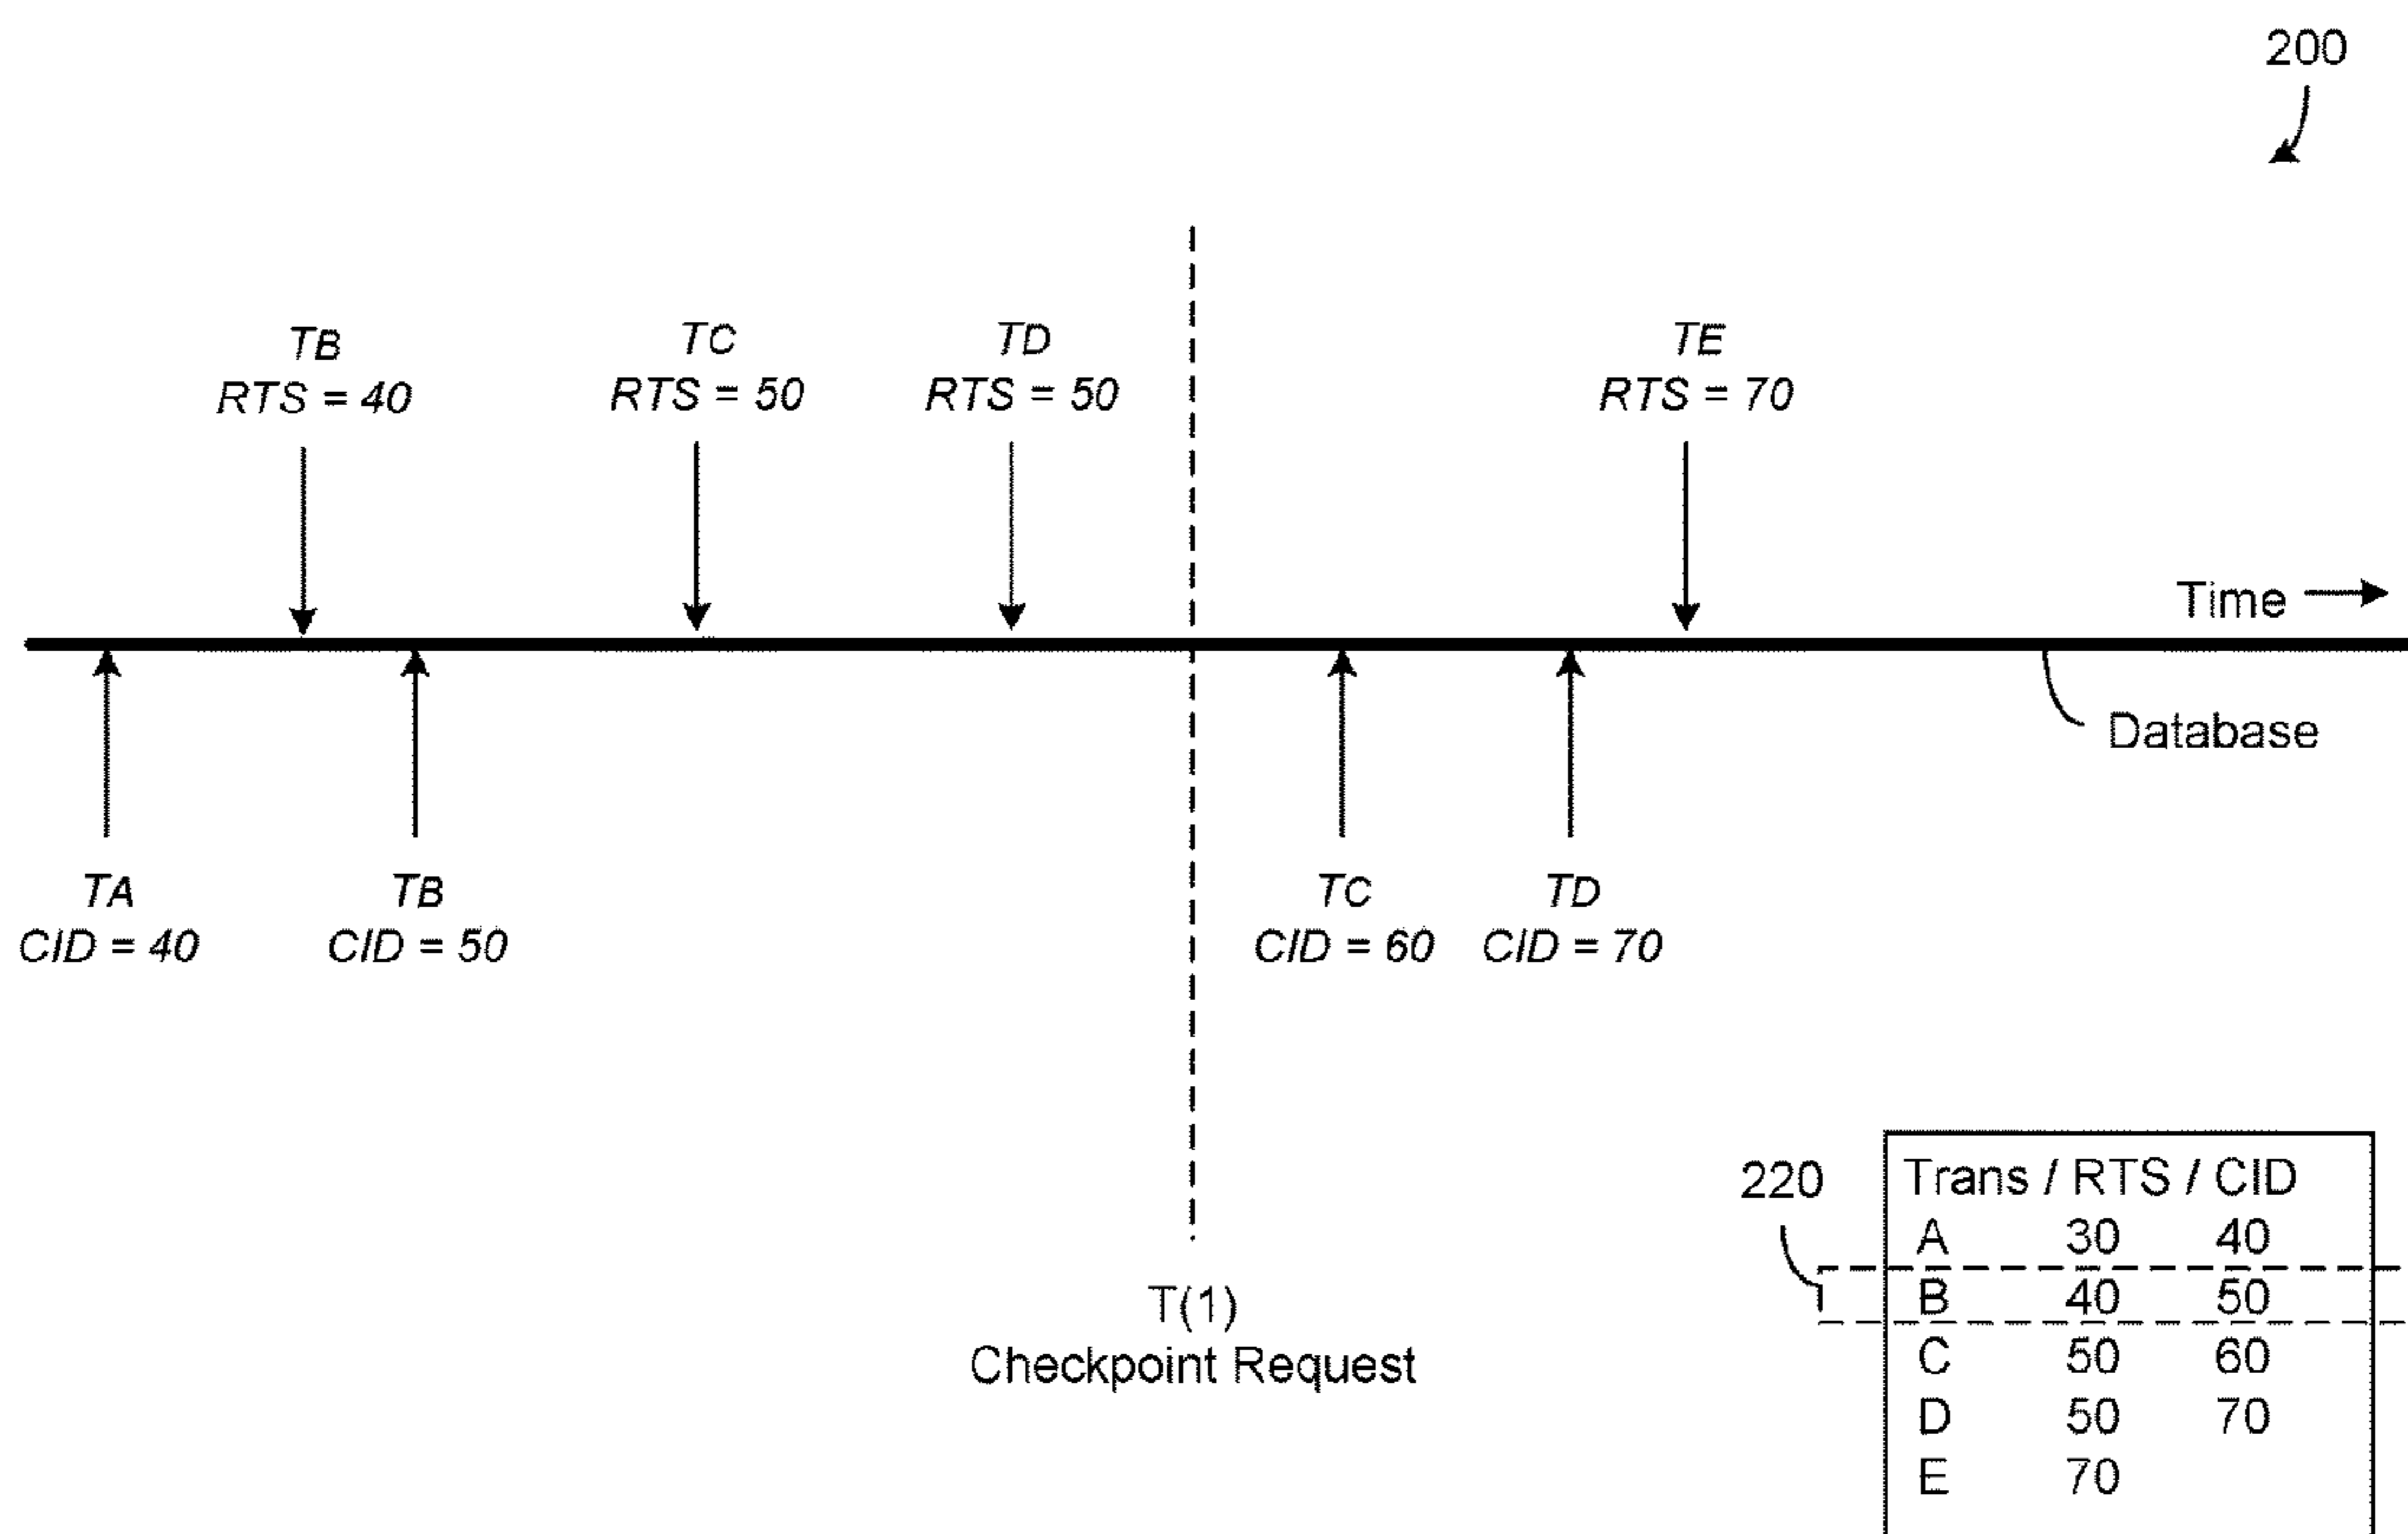 200
TB
RTS = 40
TC
RTS = 50
TD
RTS = 50
TE
RTS = 70
Time
Database
TA
CID = 40
TB
CID = 50
TC
CID = 60
TD
CID = 70
T(1)
Checkpoint Request
220
Trans / RTS / CID
A 30 40
B 40 50
C 50 60
D 50 70
E 70